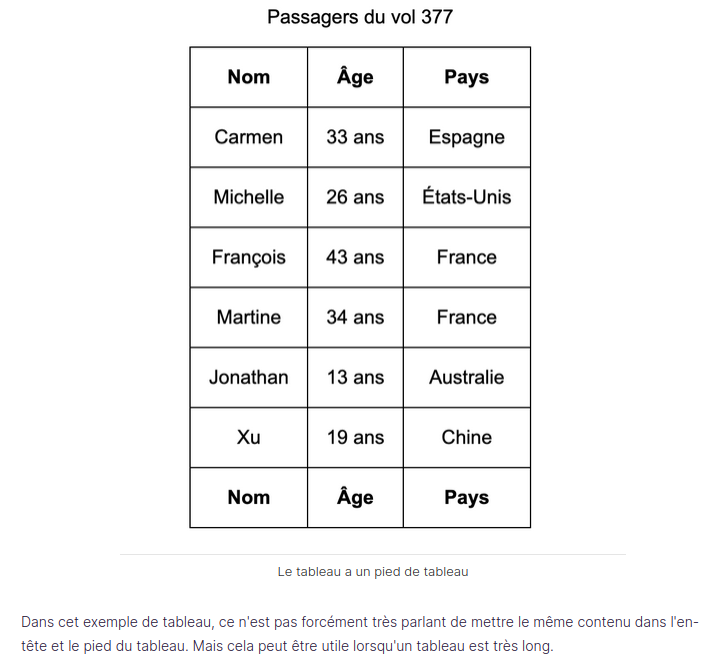 Passagers du vol 377
Nom Âge Pays
Carmen 33 ans Espagne
Michelle 26 ans États-Unis
François 43 ans France
Martine 34 ans France
Jonathan 13 ans Australie
Xu 19 ans Chine
Nom Âge Pays
Le tableau a un pied de tableau
Dans cet exemple de tableau, ce n'est pas forcément très parlant de mettre le même contenu dans l'en-
tête et le pied du tableau. Mais cela peut être utile lorsqu'un tableau est très long.